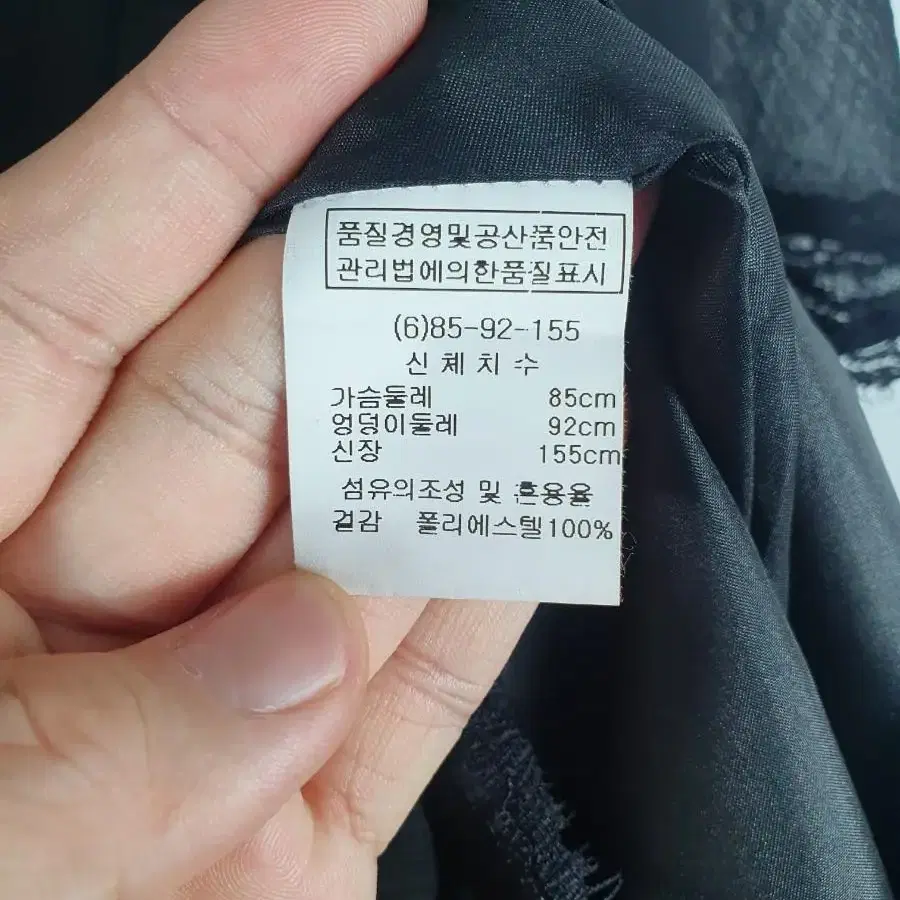 품질경영및공산품안전
관리법에의한품질표시
(6)85-92-155
신체치수
가슴둘레 85cm
엉덩이둘레 92cm
신장 155cm
섬유의조성 및 혼용율
겉감 폴리에스텔100%